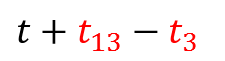 t + t₁₃ − t₃